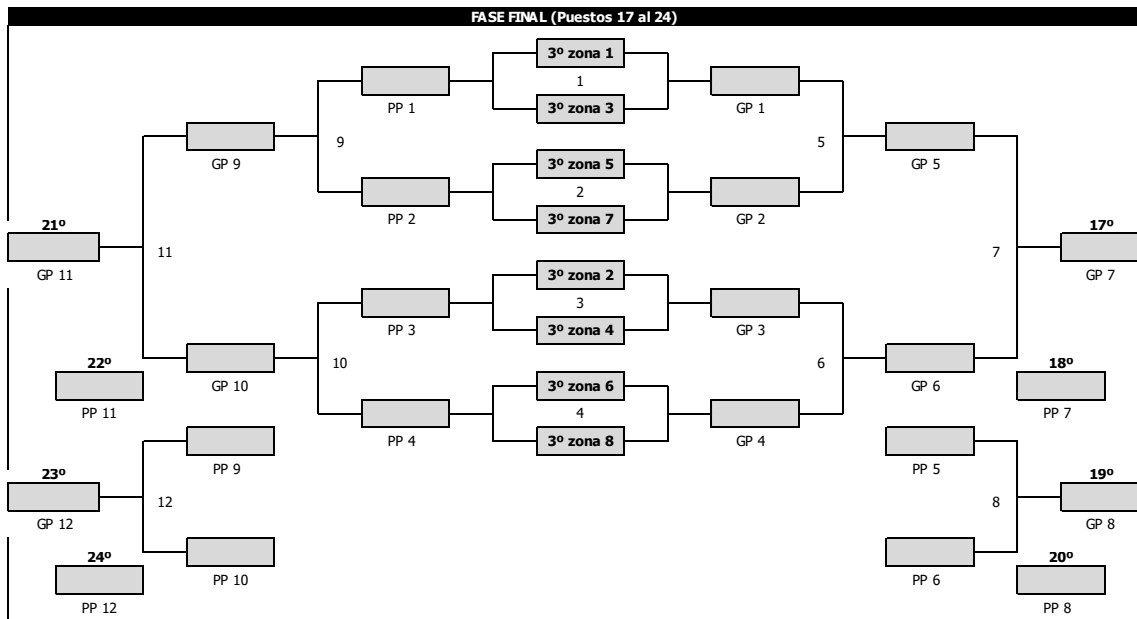 FASE FINAL (Puestos 17 al 24)
3º zona 1
1
PP 1
3º zona 3
GP 1
9
5
GP 9
3º zona 5
GP 5
2
PP 2
3º zona 7
GP 2
21º
17º
11
7
GP 11
3º zona 2
GP 7
3
PP 3
3º zona 4
GP 3
22º
10
6
18º
GP 10
3º zona 6
GP 6
PP 11
4
PP 7
PP 4
3º zona 8
GP 4
PP 9
PP 5
23º
19º
12
8
GP 12
GP 8
24º
20º
PP 10
PP 6
PP 12
PP 8